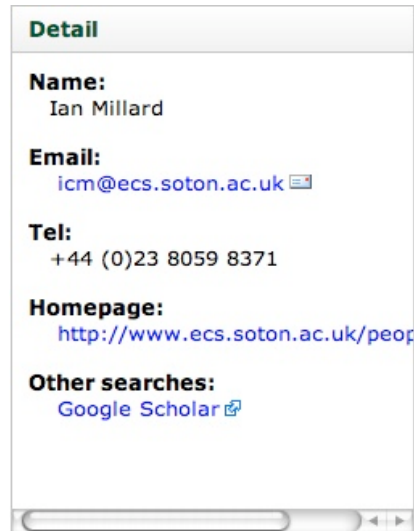 Detail
Name:
Ian Millard
Email:
icm@ecs.soton.ac.uk
Tel:
+44 (0)23 8059 8371
Homepage:
http://www.ecs.soton.ac.uk/peop
Other searches:
Google Scholar